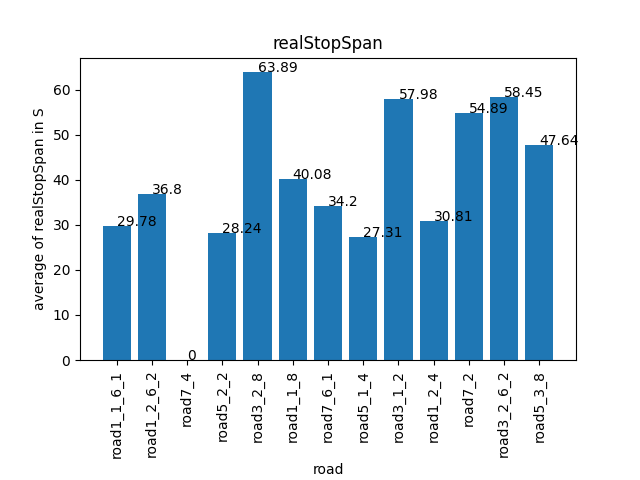 realStopSpan
average of realStopSpan in S
60
50
40
30
20
10
0
29.78
36.8
0
28.24
63.89
40.08
34.2
27.31
57.98
30.81
54.89
58.45
47.64
road1_1_6_1
road1_2_6_2
road7_4
road5_2_2
road3_2_8
road1_1_8
road7_6_1
road5_1_4
road3_1_2
road1_2_4
road7_2
road3_2_6_2
road5_3_8
road